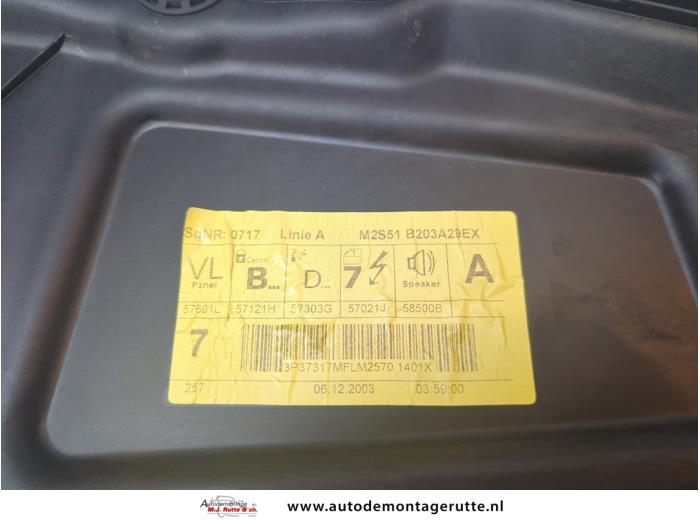 SqNR: 0717 Linie A M2S51 B203A29EX
VL Panel
Central B...
D...
7
Speaker
A
57601L 57121H 57303G 57021J 58500B
7
3P37317MFLM2570 1401X
257 06.12.2003 03:59:00
Autodemontage
M.J. Rutte & zn.
www.autodemontagerutte.nl